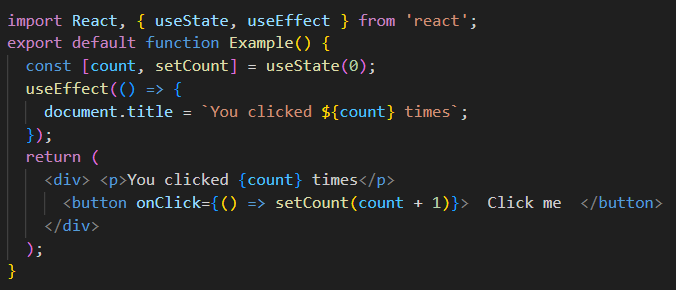 import React, { useState, useEffect } from 'react';
export default function Example() {
  const [count, setCount] = useState(0);
  useEffect(() => {
    document.title = `You clicked ${count} times`;
  });
  return (
    <div> <p>You clicked {count} times</p>
      <button onClick={() => setCount(count + 1)}>  Click me  </button>
    </div>
  );
}